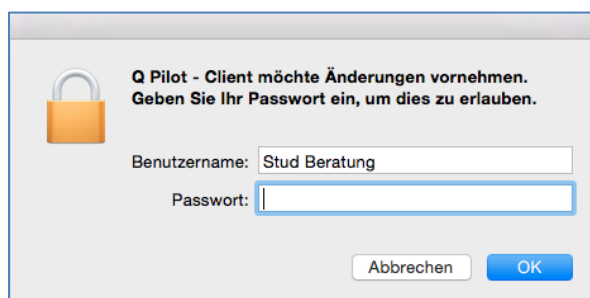 Q Pilot - Client möchte Änderungen vornehmen.
Geben Sie Ihr Passwort ein, um dies zu erlauben.
Benutzername: Stud Beratung
Passwort:
Abbrechen OK